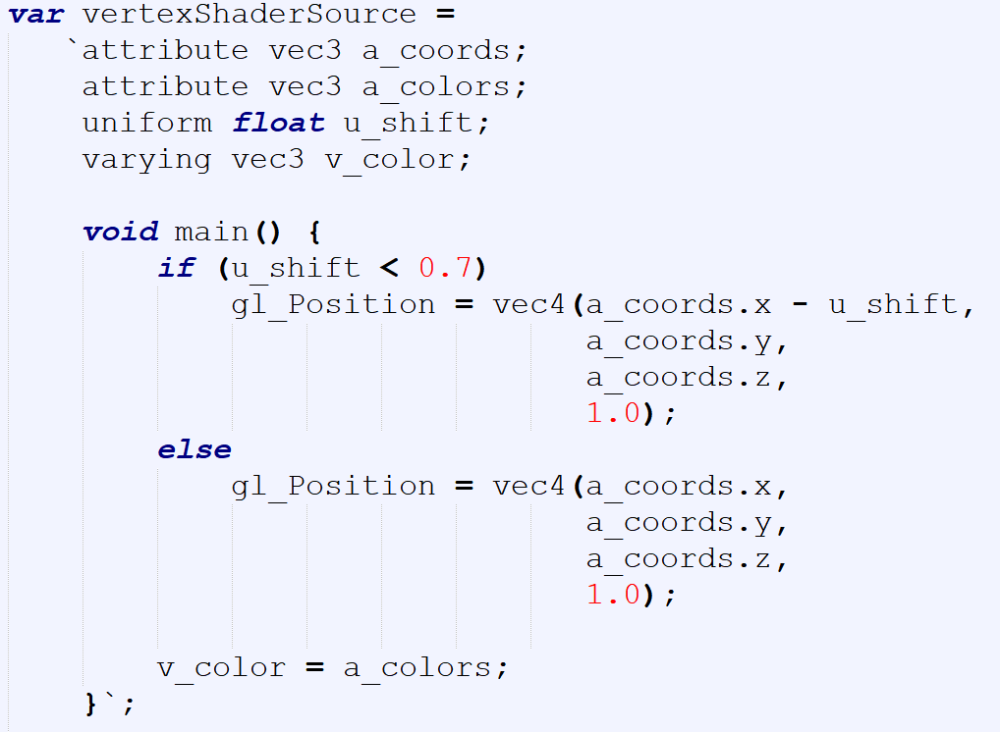 var vertexShaderSource =
   `attribute vec3 a_coords;
    attribute vec3 a_colors;
    uniform float u_shift;
    varying vec3 v_color;

    void main() {
        if (u_shift < 0.7)
            gl_Position = vec4(a_coords.x - u_shift,
                               a_coords.y,
                               a_coords.z,
                               1.0);
        else
            gl_Position = vec4(a_coords.x,
                               a_coords.y,
                               a_coords.z,
                               1.0);

        v_color = a_colors;
    }`;